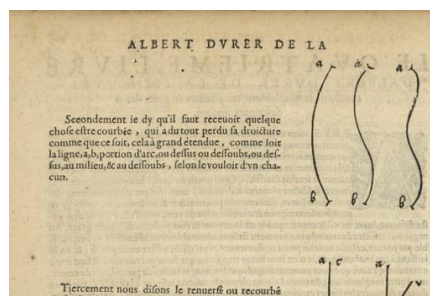 ALBERT DVRER DE LA
a a a
Secondement ie dy qu'il faut receuoir quelque
chose estre courbée, qui a du tout perdu sa droicture
comme que ce soit, cela à grand étendue, comme soit
la ligne, a, b, portion d'arc, ou dessus ou dessoubs, ou des-
sus, au milieu, & au dessoubs, selon le vouloir d'vn cha-
cun.
b b b
a c a
Tiercement nous disons le renuersé ou recourbé